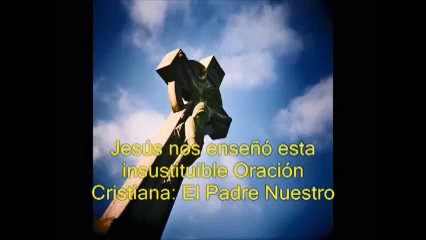 Jesús nos enseñó esta
insustituible Oración
Cristiana: El Padre Nuestro